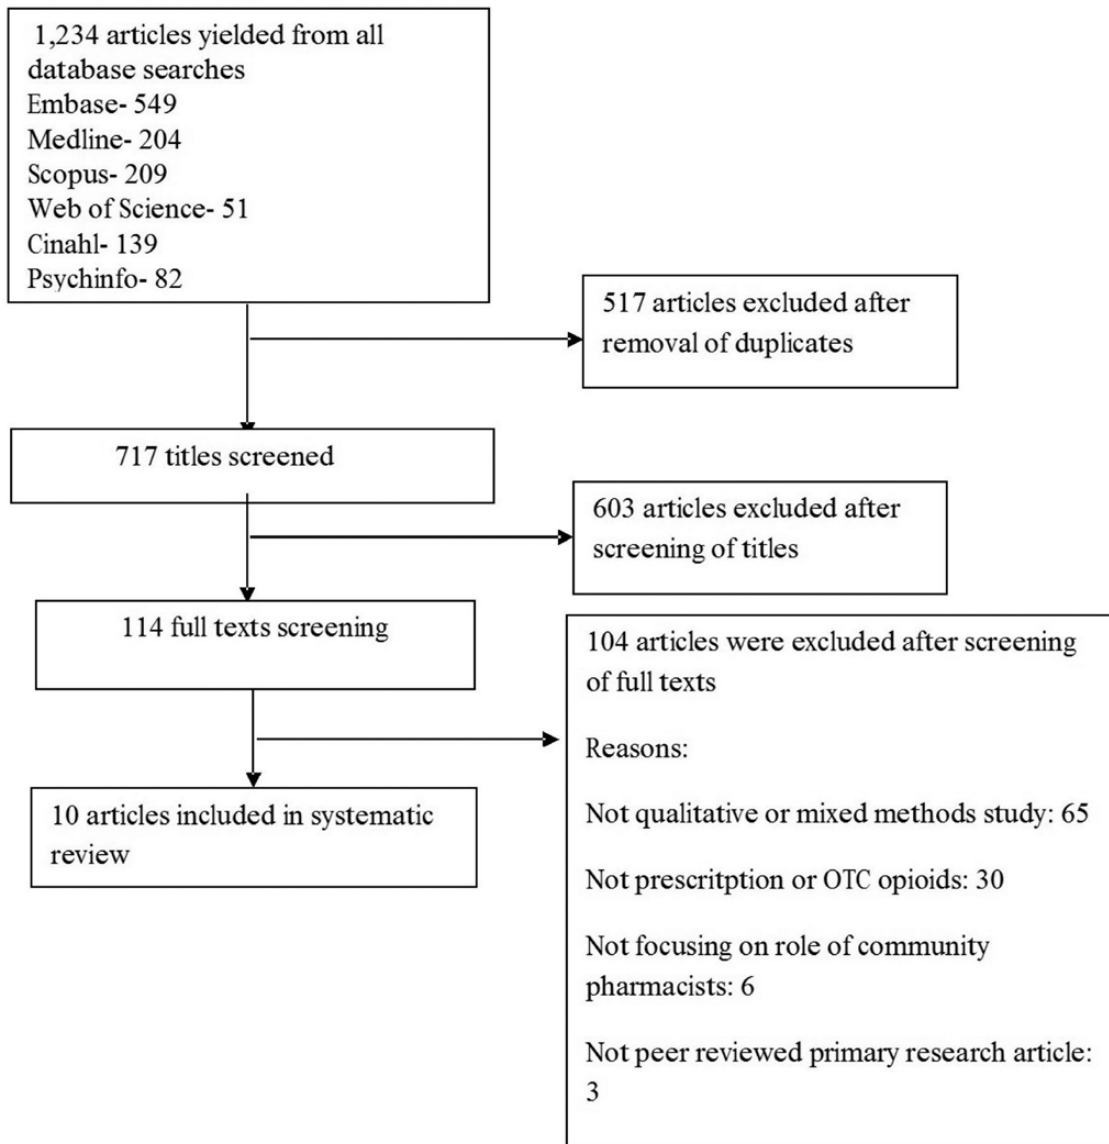 1,234 articles yielded from all
database searches
Embase- 549
Medline- 204
Scopus- 209
Web of Science- 51
Cinahl- 139
Psychinfo- 82
517 articles excluded after
removal of duplicates
717 titles screened
603 articles excluded after
screening of titles
114 full texts screening
104 articles were excluded after screening
of full texts
Reasons:
Not qualitative or mixed methods study: 65
Not prescritption or OTC opioids: 30
Not focusing on role of community
pharmacists: 6
Not peer reviewed primary research article:
3
10 articles included in systematic
review